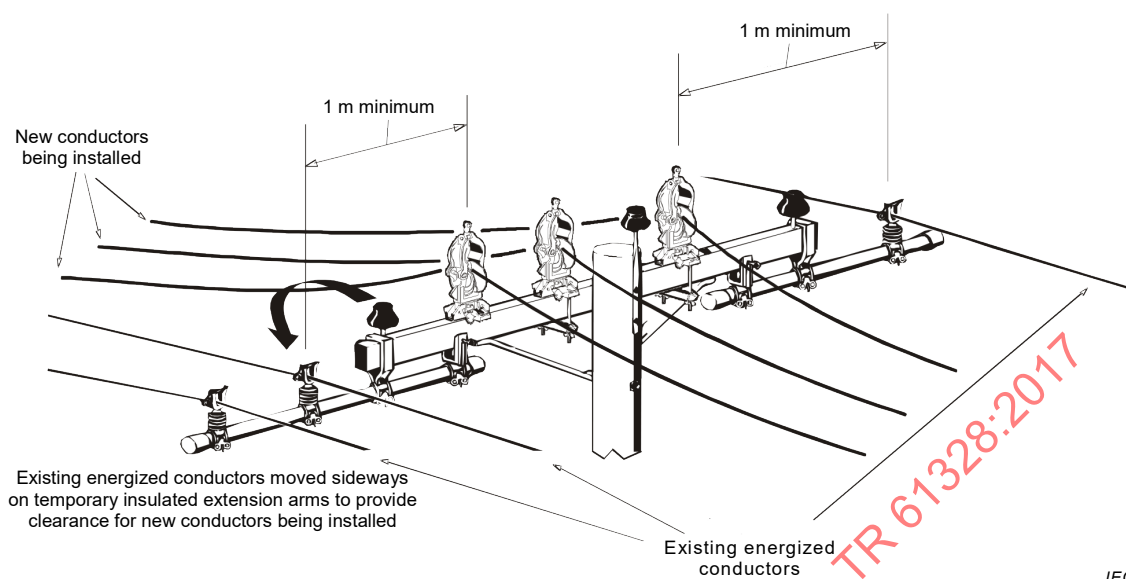 1 m minimum
1 m minimum
New conductors
being installed
Existing energized conductors moved sideways
on temporary insulated extension arms to provide
clearance for new conductors being installed
Existing energized
conductors
TR 61328:2017